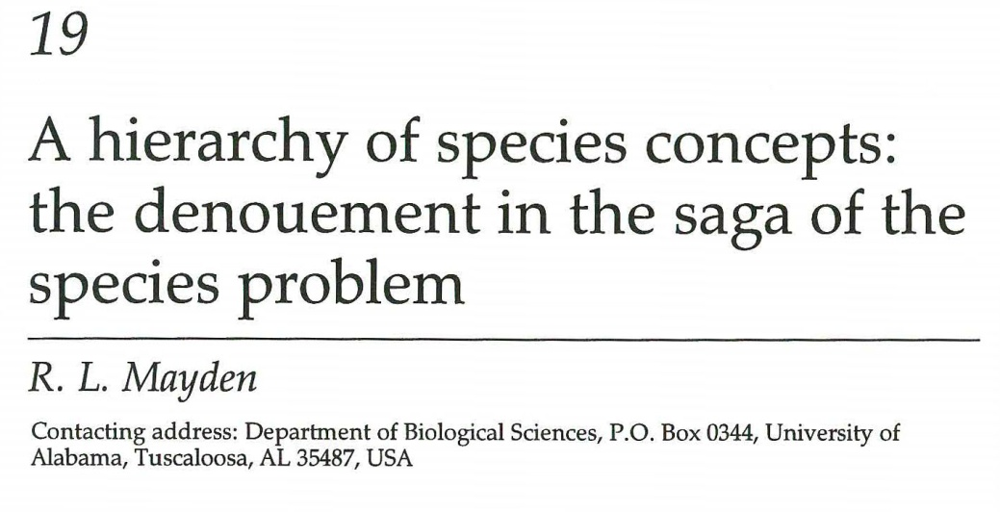 19
A hierarchy of species concepts:
the denouement in the saga of the
species problem
R. L. Mayden
Contacting address: Department of Biological Sciences, P.O. Box 0344, University of
Alabama, Tuscaloosa, AL 35487, USA